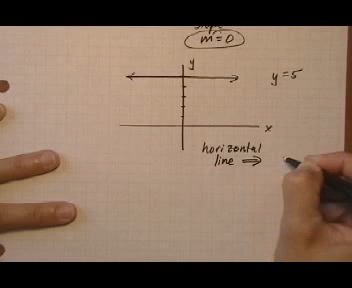 m=0
y
y=5
x
horizontal
line ⇒